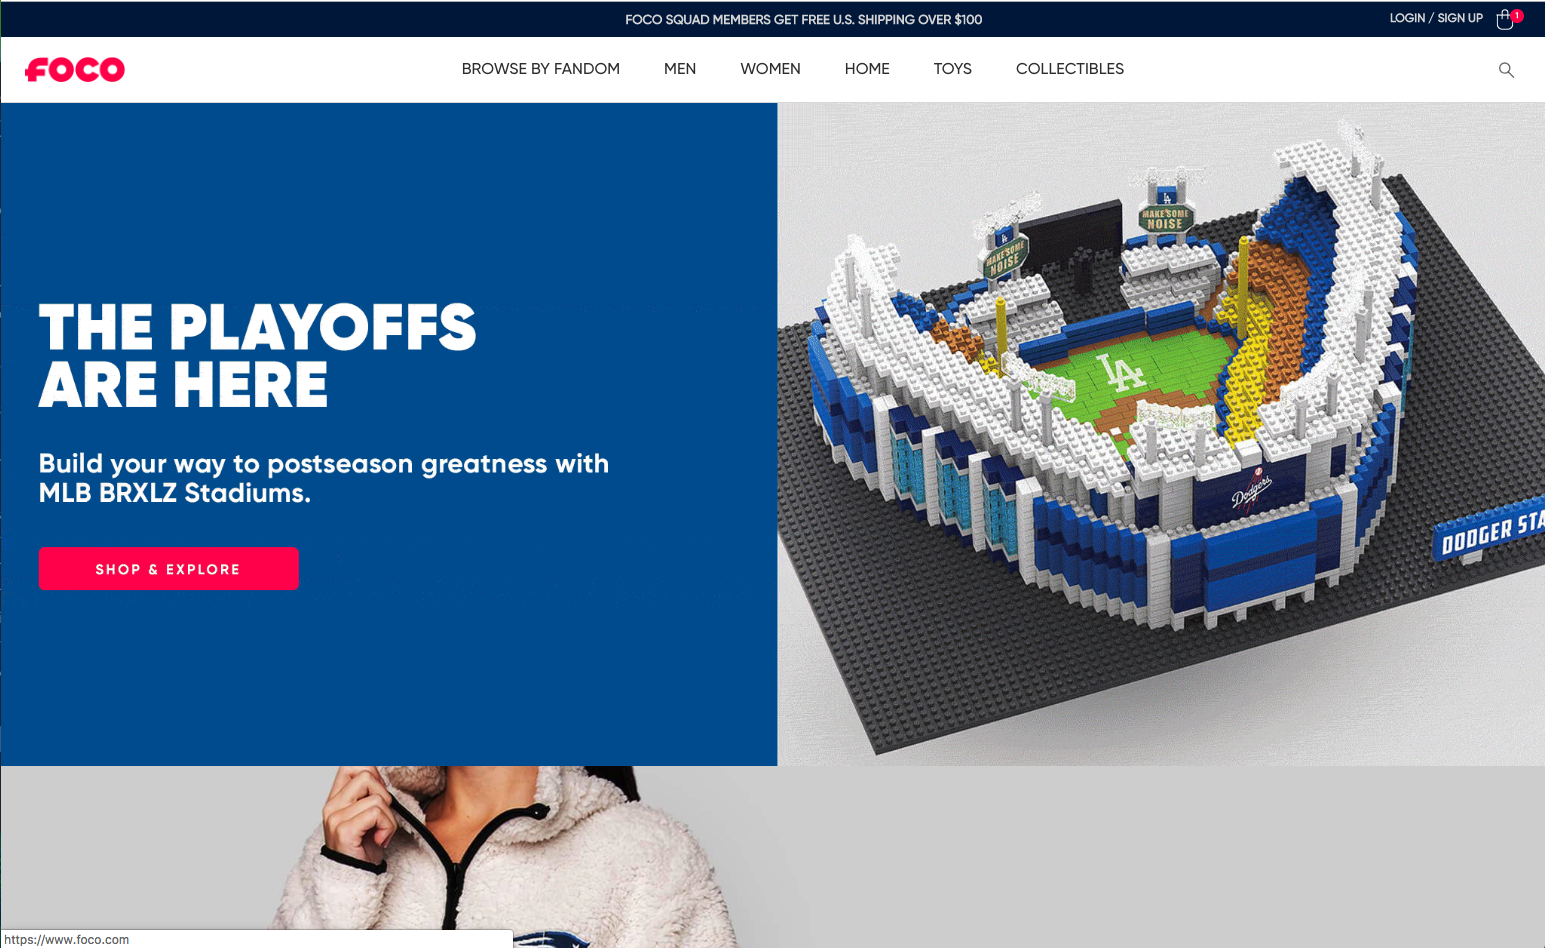 FOCO SQUAD MEMBERS GET FREE U.S. SHIPPING OVER $100
LOGIN / SIGN UP
1
FOCO
BROWSE BY FANDOM
MEN
WOMEN
HOME
TOYS
COLLECTIBLES
THE PLAYOFFS
ARE HERE
Build your way to postseason greatness with
MLB BRXLZ Stadiums.
SHOP & EXPLORE
LA
MAKE SOME
NOISE
LA
MAKE SOME
NOISE
LA
Dodgers
DODGER STA
https://www.foco.com